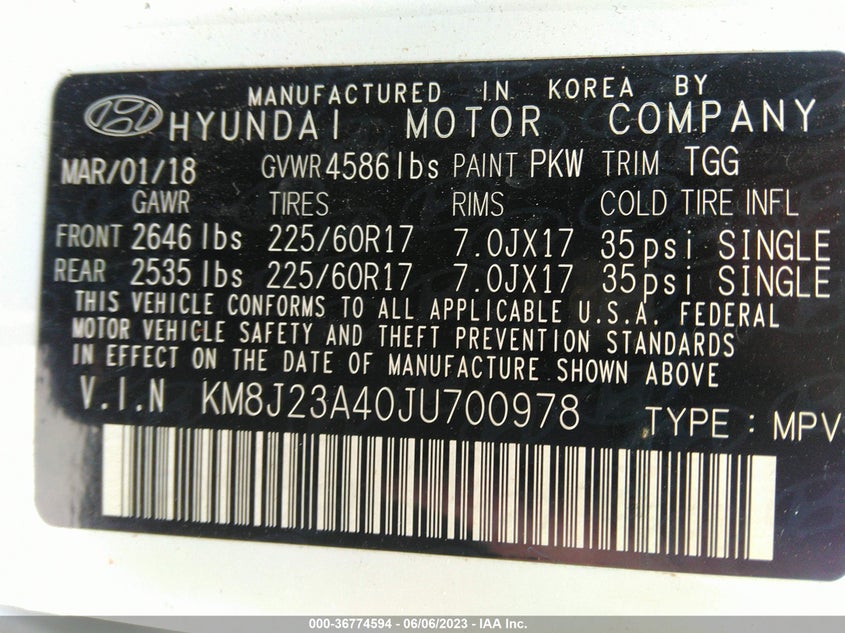 MANUFACTURED IN KOREA BY
HYUNDAI MOTOR COMPANY
MAR/01/18 GVWR 4586 lbs PAINT PKW TRIM TGG
GAWR TIRES RIMS COLD TIRE INFL
FRONT 2646 lbs 225/60R17 7.0JX17 35psi SINGLE
REAR 2535 lbs 225/60R17 7.0JX17 35psi SINGLE
THIS VEHICLE CONFORMS TO ALL APPLICABLE U.S.A. FEDERAL
MOTOR VEHICLE SAFETY AND THEFT PREVENTION STANDARDS
IN EFFECT ON THE DATE OF MANUFACTURE SHOWN ABOVE
V.I.N KM8J23A40JU700978 TYPE : MPV
000-36774594 - 06/06/2023 - IAA Inc.